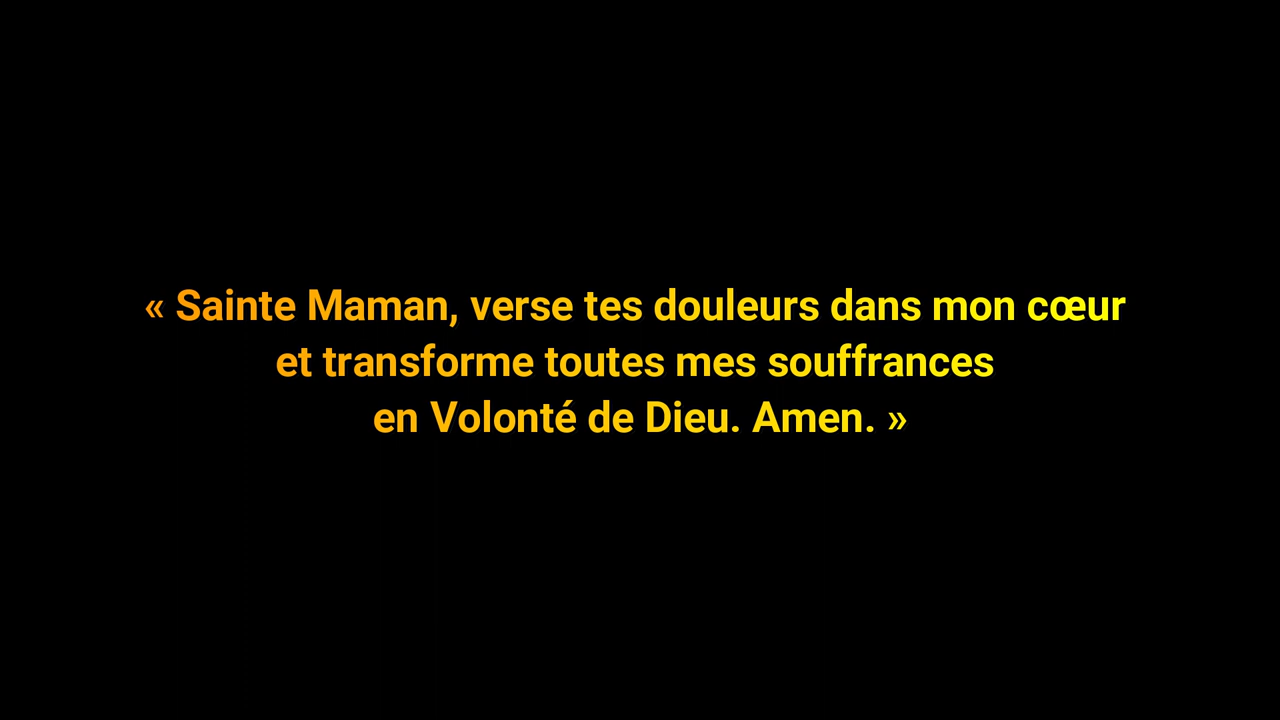 « Sainte Maman, verse tes douleurs dans mon cœur
et transforme toutes mes souffrances
en Volonté de Dieu. Amen. »